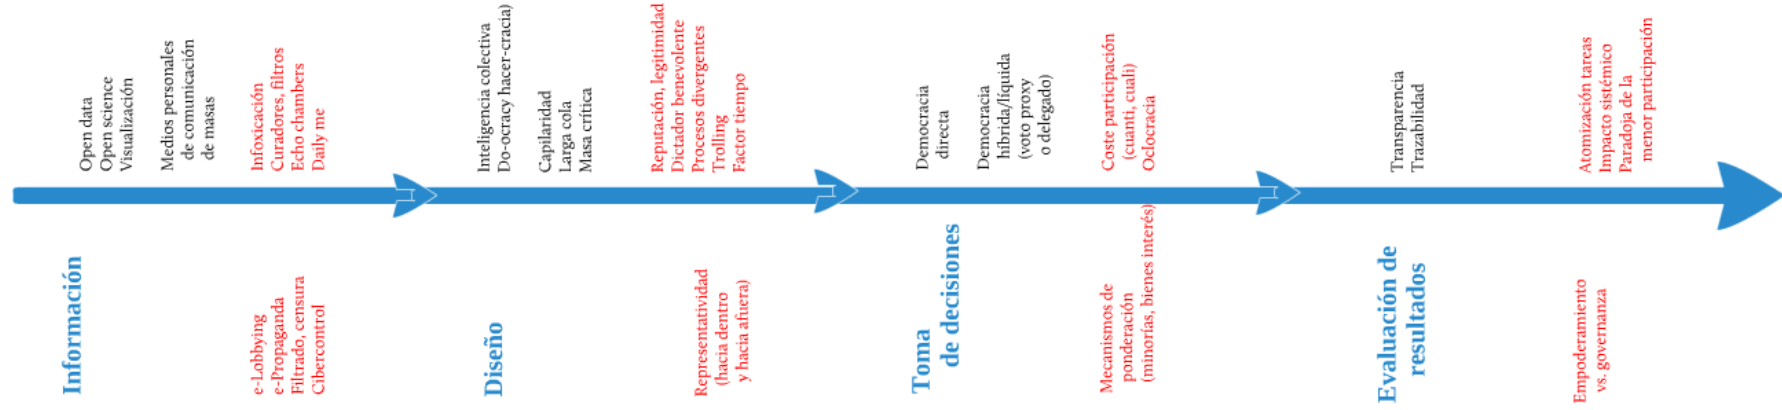 Información
Open data
Open science
Visualización
Medios personales
de comunicación
de masas
Infoxicación
Curadores, filtros
Echo chambers
Daily me
e-Lobbying
e-Propaganda
Filtrado, censura
Cibercontrol
Diseño
Inteligencia colectiva
Do-ocracy hacer-cracia)
Capilaridad
Larga cola
Masa crítica
Reputación, legitimidad
Dictador benevolente
Procesos divergentes
Trolling
Factor tiempo
Representatividad
(hacia dentro
y hacia afuera)
Toma
de decisiones
Democracia
directa
Democracia
híbrida/líquida
(voto proxy
o delegado)
Coste participación
(cuanti, cuali)
Oclocracia
Mecanismos de
ponderación
(minorías, bienes interés)
Evaluación de
resultados
Transparencia
Trazabilidad
Atomización tareas
Impacto sistémico
Paradoja de la
menor participación
Empoderamiento
vs. governanza